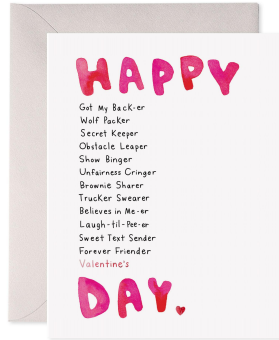 HAPPY
Got My Back-er
Wolf Packer
Secret Keeper
Obstacle Leaper
Show Binger
Unfairness Cringer
Brownie Sharer
Trucker Swearer
Believes in Me-er
Laugh-til-Pee-er
Sweet Text Sender
Forever Friender
Valentine's
DAY.